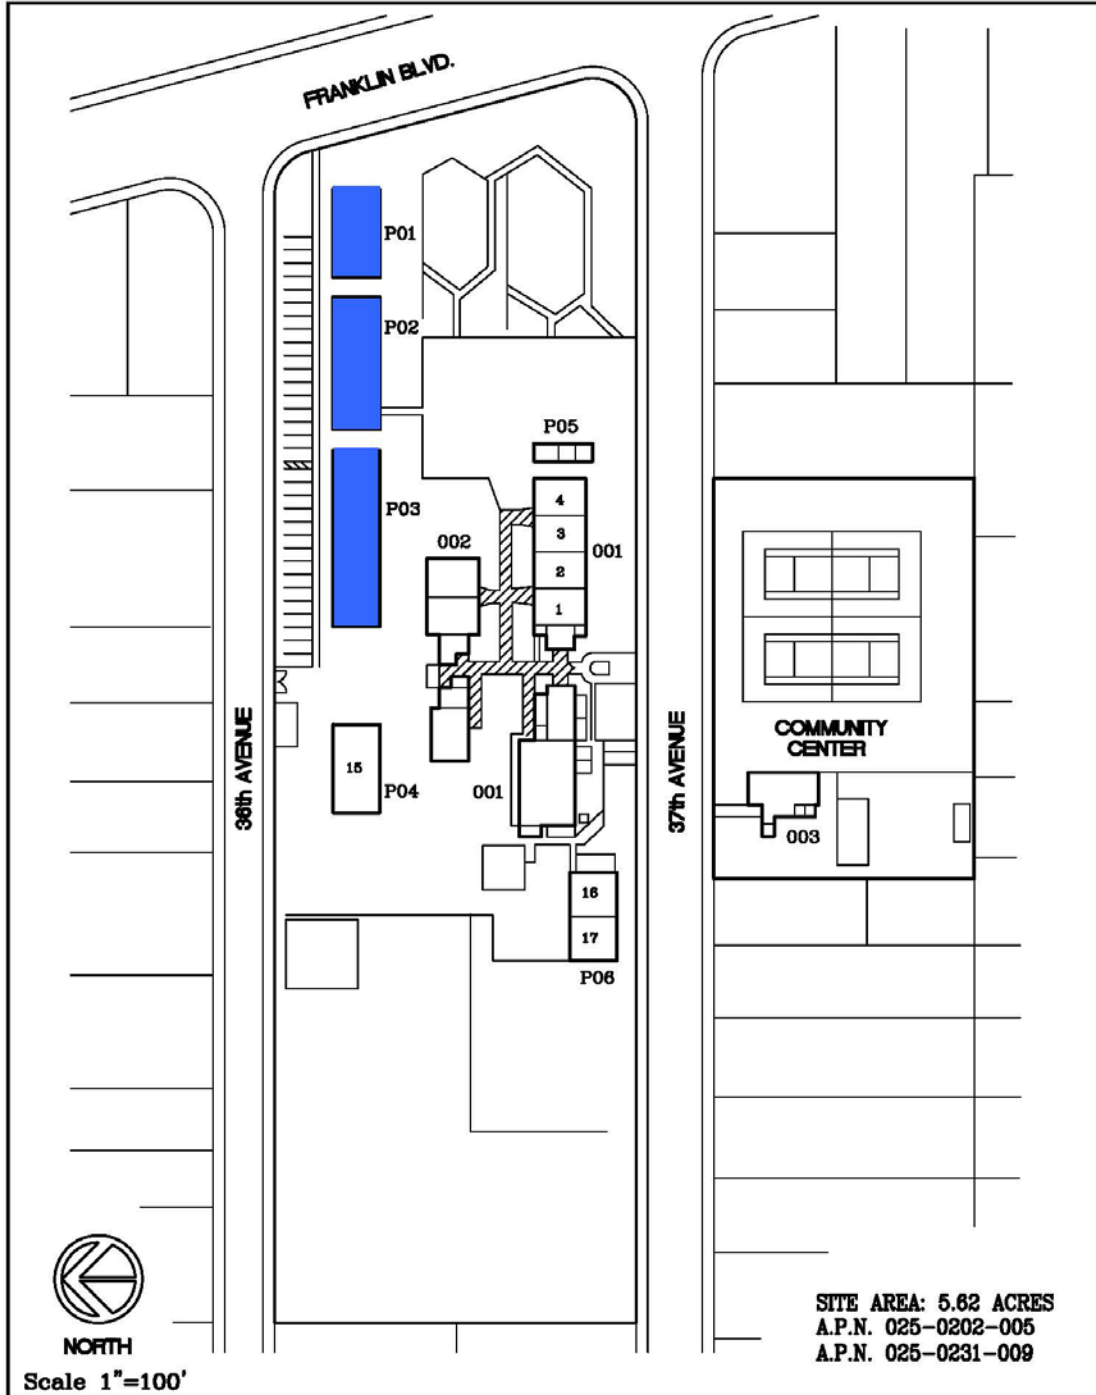 FRANKLIN BLVD.
P01
P02
P05
P03
4
3
002
001
2
1
36th AVENUE
37th AVENUE
COMMUNITY
CENTER
15
P04
001
003
16
17
P06
NORTH
Scale 1"=100'
SITE AREA: 5.62 ACRES
A.P.N. 025-0202-005
A.P.N. 025-0231-009